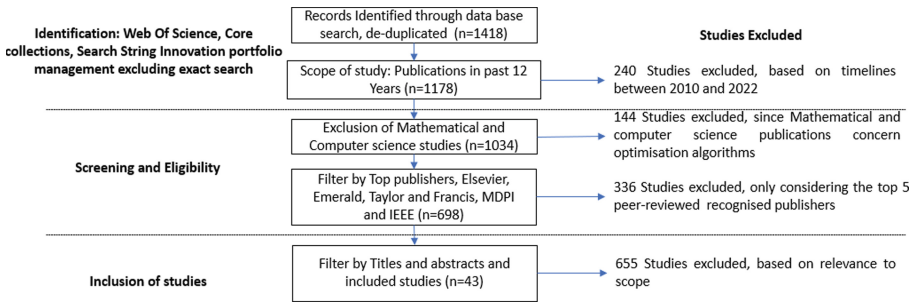 Identification: Web Of Science, Core
collections, Search String Innovation portfolio
management excluding exact search
Records Identified through data base
search, de-duplicated (n=1418)
Studies Excluded
Scope of study: Publications in past 12
Years (n=1178)
240 Studies excluded, based on timelines
between 2010 and 2022
Screening and Eligibility
Exclusion of Mathematical and
Computer science studies (n=1034)
144 Studies excluded, since Mathematical and
computer science publications concern
optimisation algorithms
Filter by Top publishers, Elsevier,
Emerald, Taylor and Francis, MDPI
and IEEE (n=698)
336 Studies excluded, only considering the top 5
peer-reviewed recognised publishers
Inclusion of studies
Filter by Titles and abstracts and
included studies (n=43)
655 Studies excluded, based on relevance to
scope